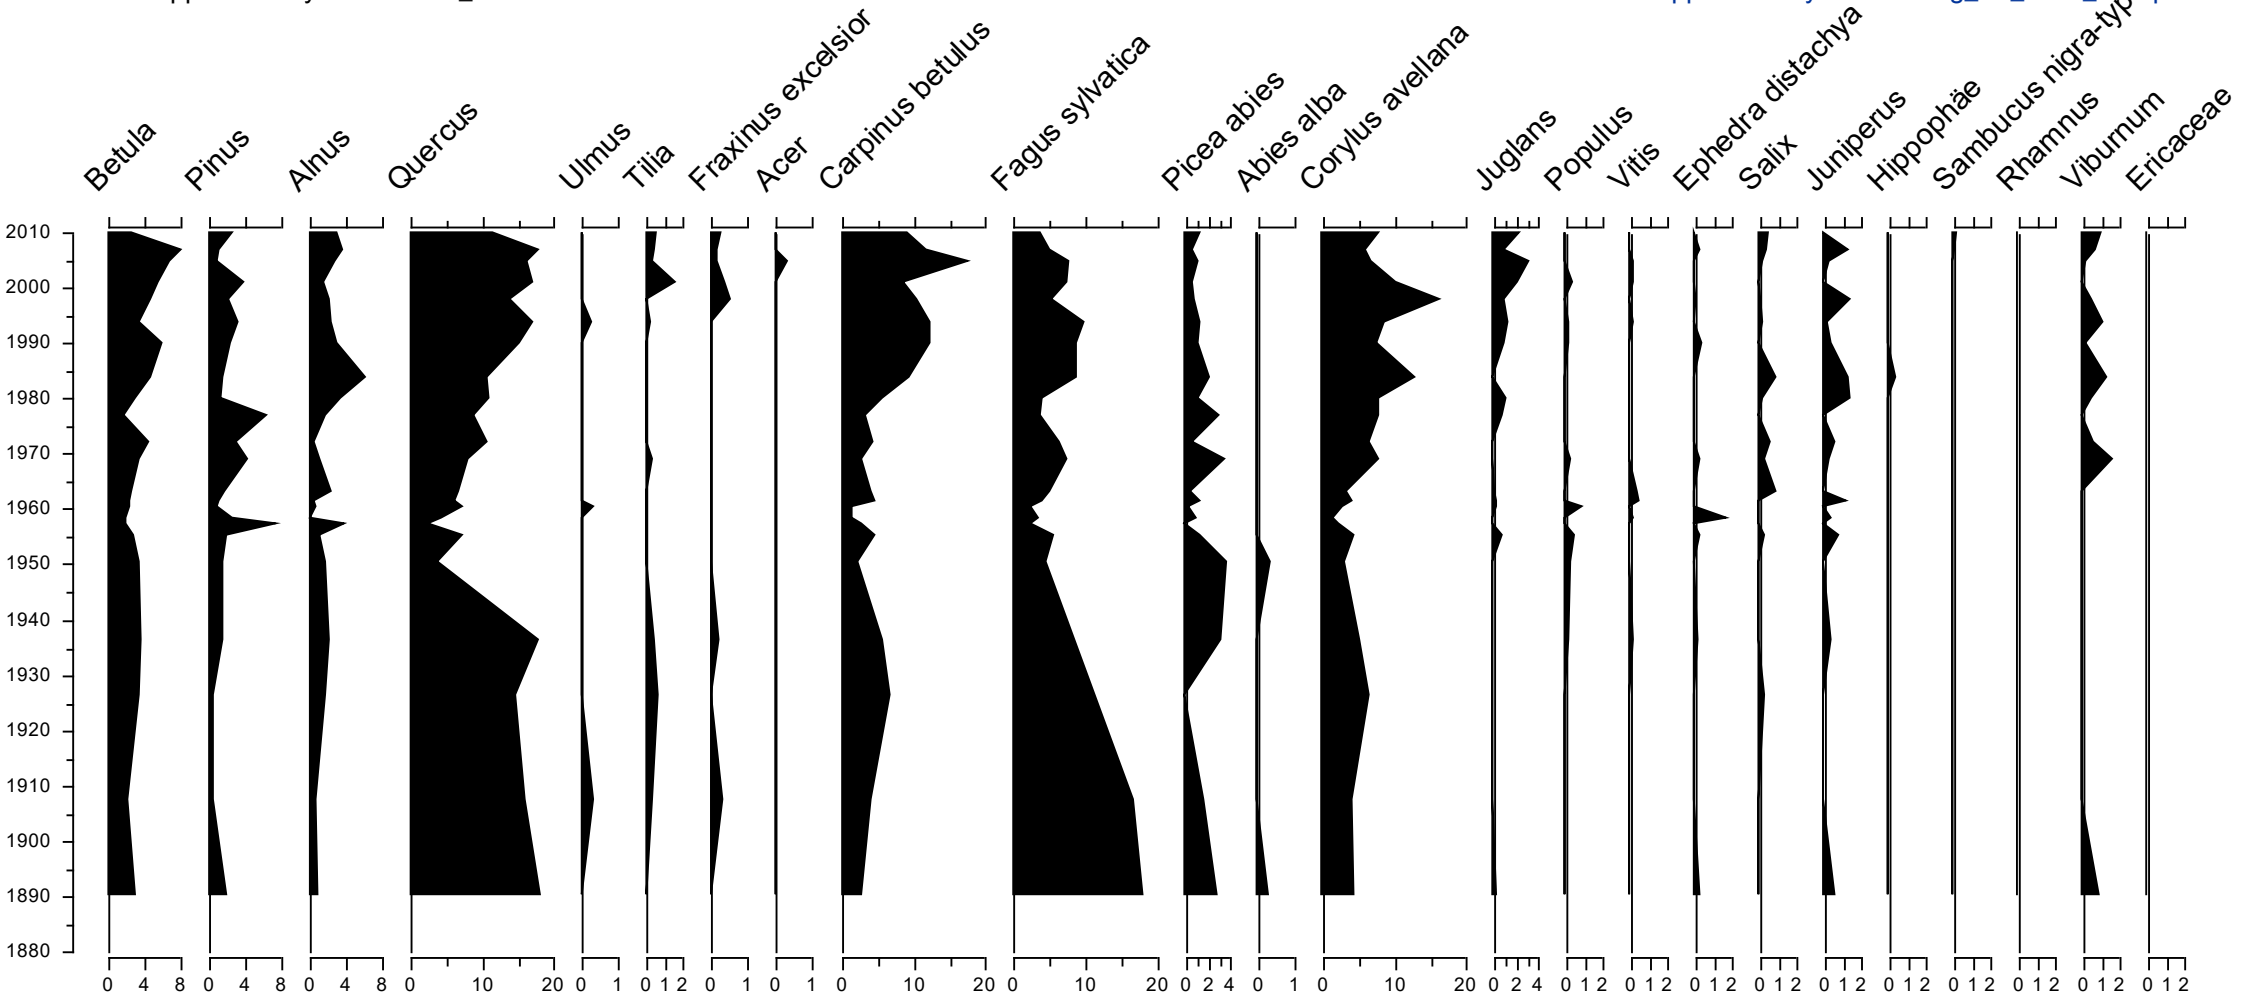 Betula
Pinus
Alnus
Quercus
Ulmus
Tilia
Fraxinus excelsior
Acer
Carpinus betulus
Fagus sylvatica
Picea abies
Abies alba
Corylus avellana
Juglans
Populus
Vitis
Ephedra distachya
Salix
Juniperus
Hippophäe
Sambucus nigra-typ
Rhamnus
Viburnum
Ericaceae
2010
2000
1990
1980
1970
1960
1950
1940
1930
1920
1910
1900
1890
1880
0 4 8 0 4 8 0 4 8 0 10 20 0 1 0 1 2 0 1 0 1 0 10 20 0 10 20 0 2 4 0 1 0 10 20 0 2 4 0 1 2 0 1 2 0 1 2 0 1 2 0 1 2 0 1 2 0 1 2 0 1 2 0 1 2 0 1 2